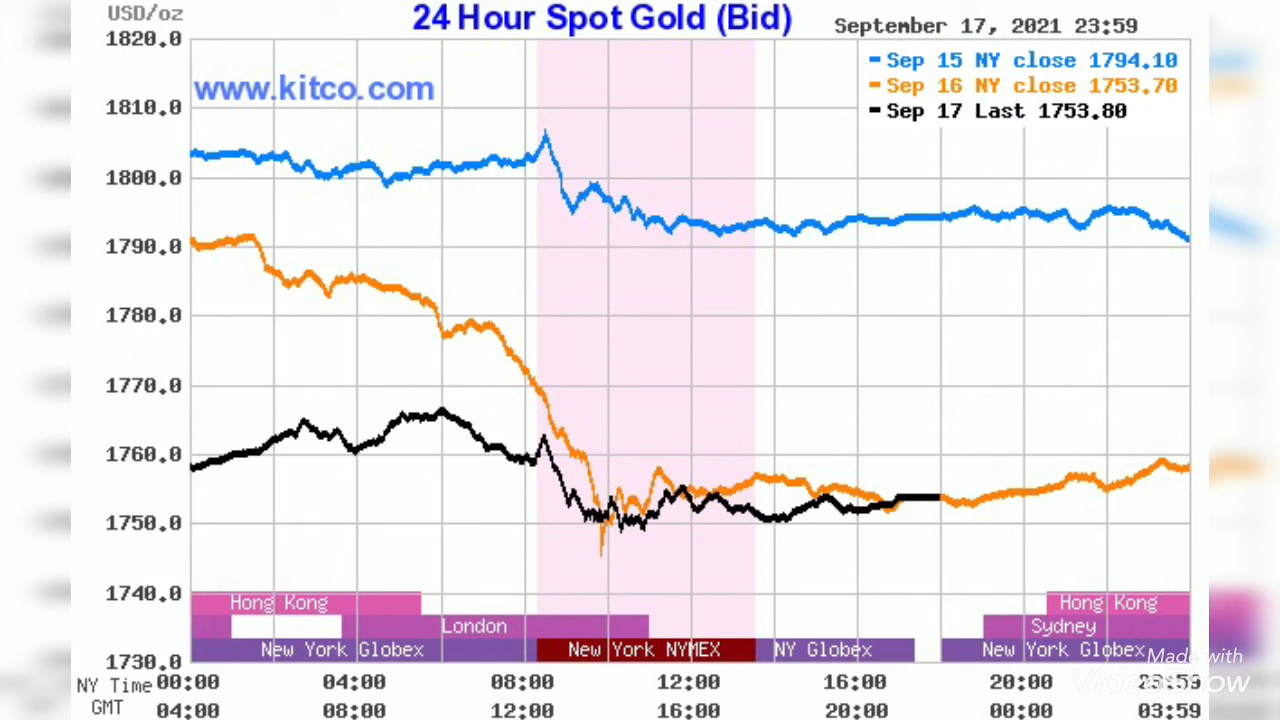 USD/oz
24 Hour Spot Gold (Bid)
September 17, 2021 23:59
1820.0
Sep 15 NY close 1794.10
www.kitco.com
Sep 16 NY close 1753.70
1810.0
Sep 17 Last 1753.80
1800.0
1790.0
1780.0
1770.0
1760.0
1750.0
1740.0
1730.0
Hong Kong
Hong Kong
London
Sydney
New York Globex
New York NYMEX
NY Globex
New York Globex
Made with
VideoShow
NY Time 00:00 04:00 08:00 12:00 16:00 20:00 23:59
GMT 04:00 08:00 12:00 16:00 20:00 00:00 03:59